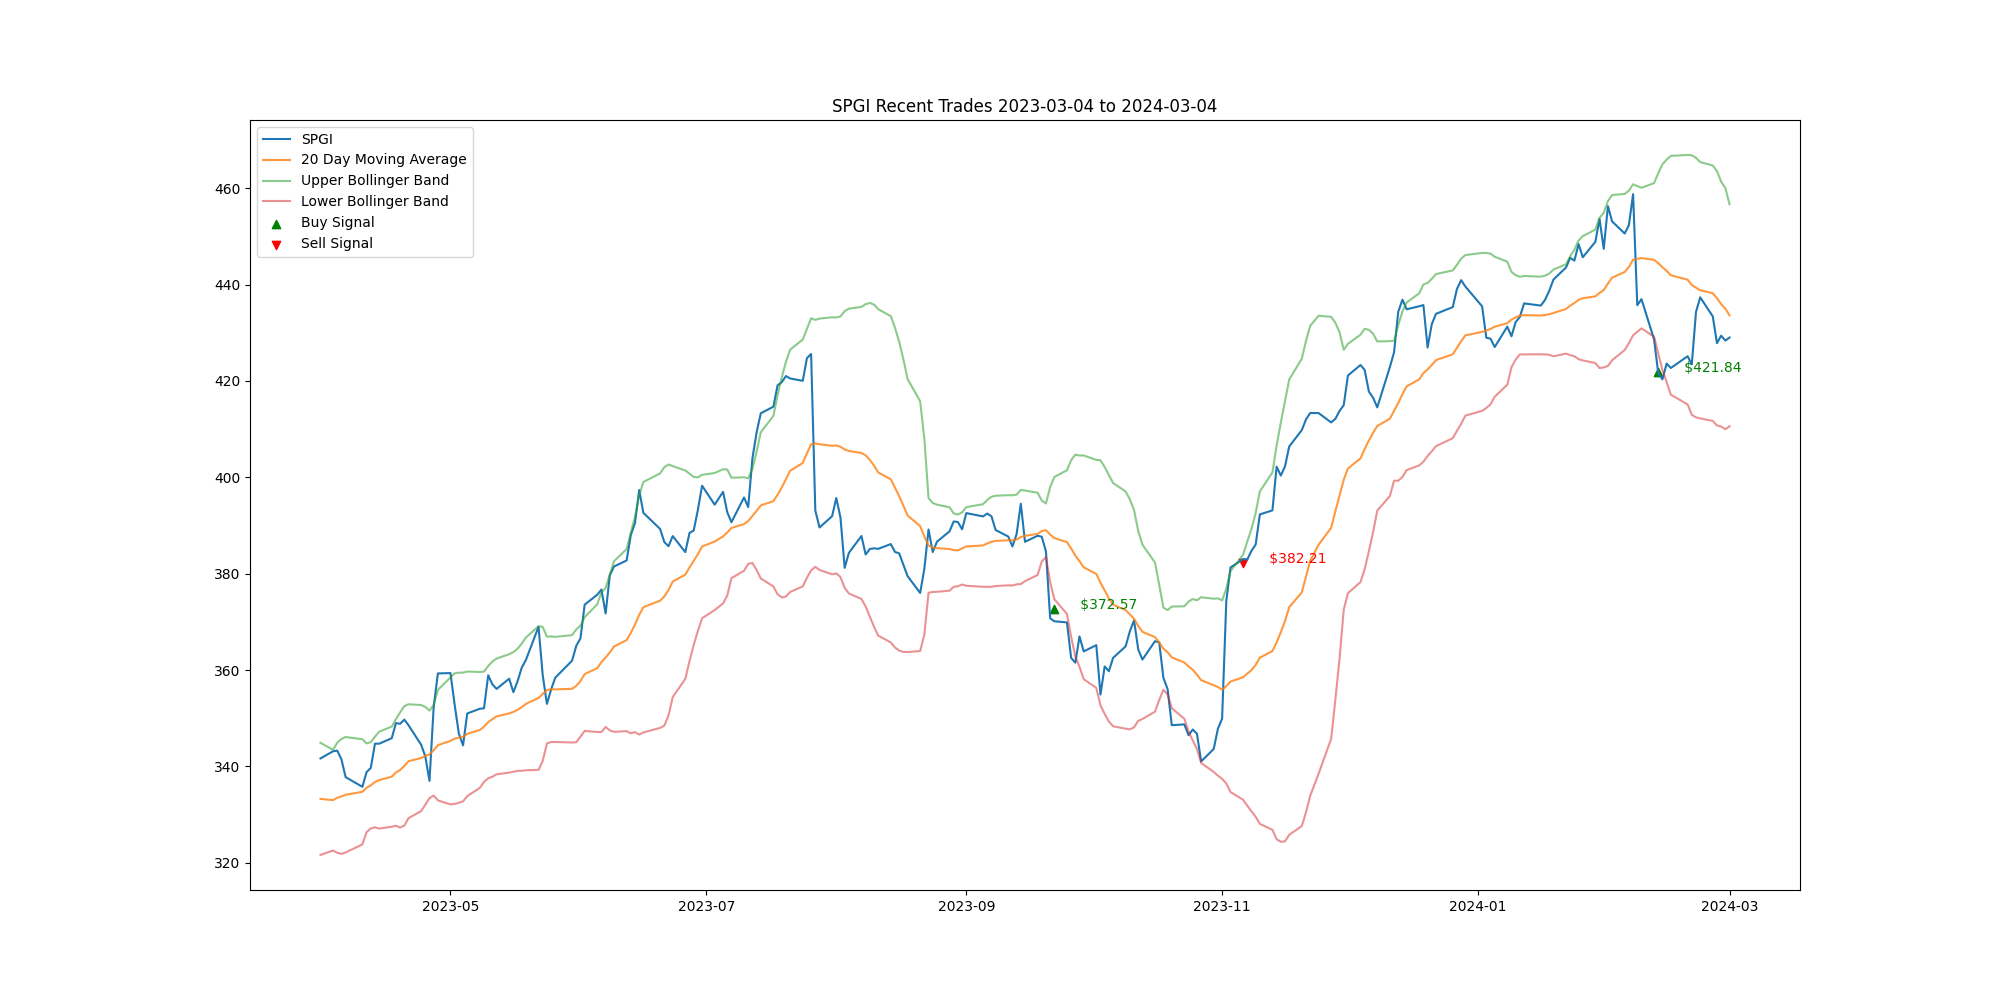 SPGI Recent Trades 2023-03-04 to 2024-03-04
SPGI
20 Day Moving Average
Upper Bollinger Band
Lower Bollinger Band
Buy Signal
Sell Signal
460
440
420
400
380
360
340
320
$421.84
$382.21
$372.57
2023-05
2023-07
2023-09
2023-11
2024-01
2024-03